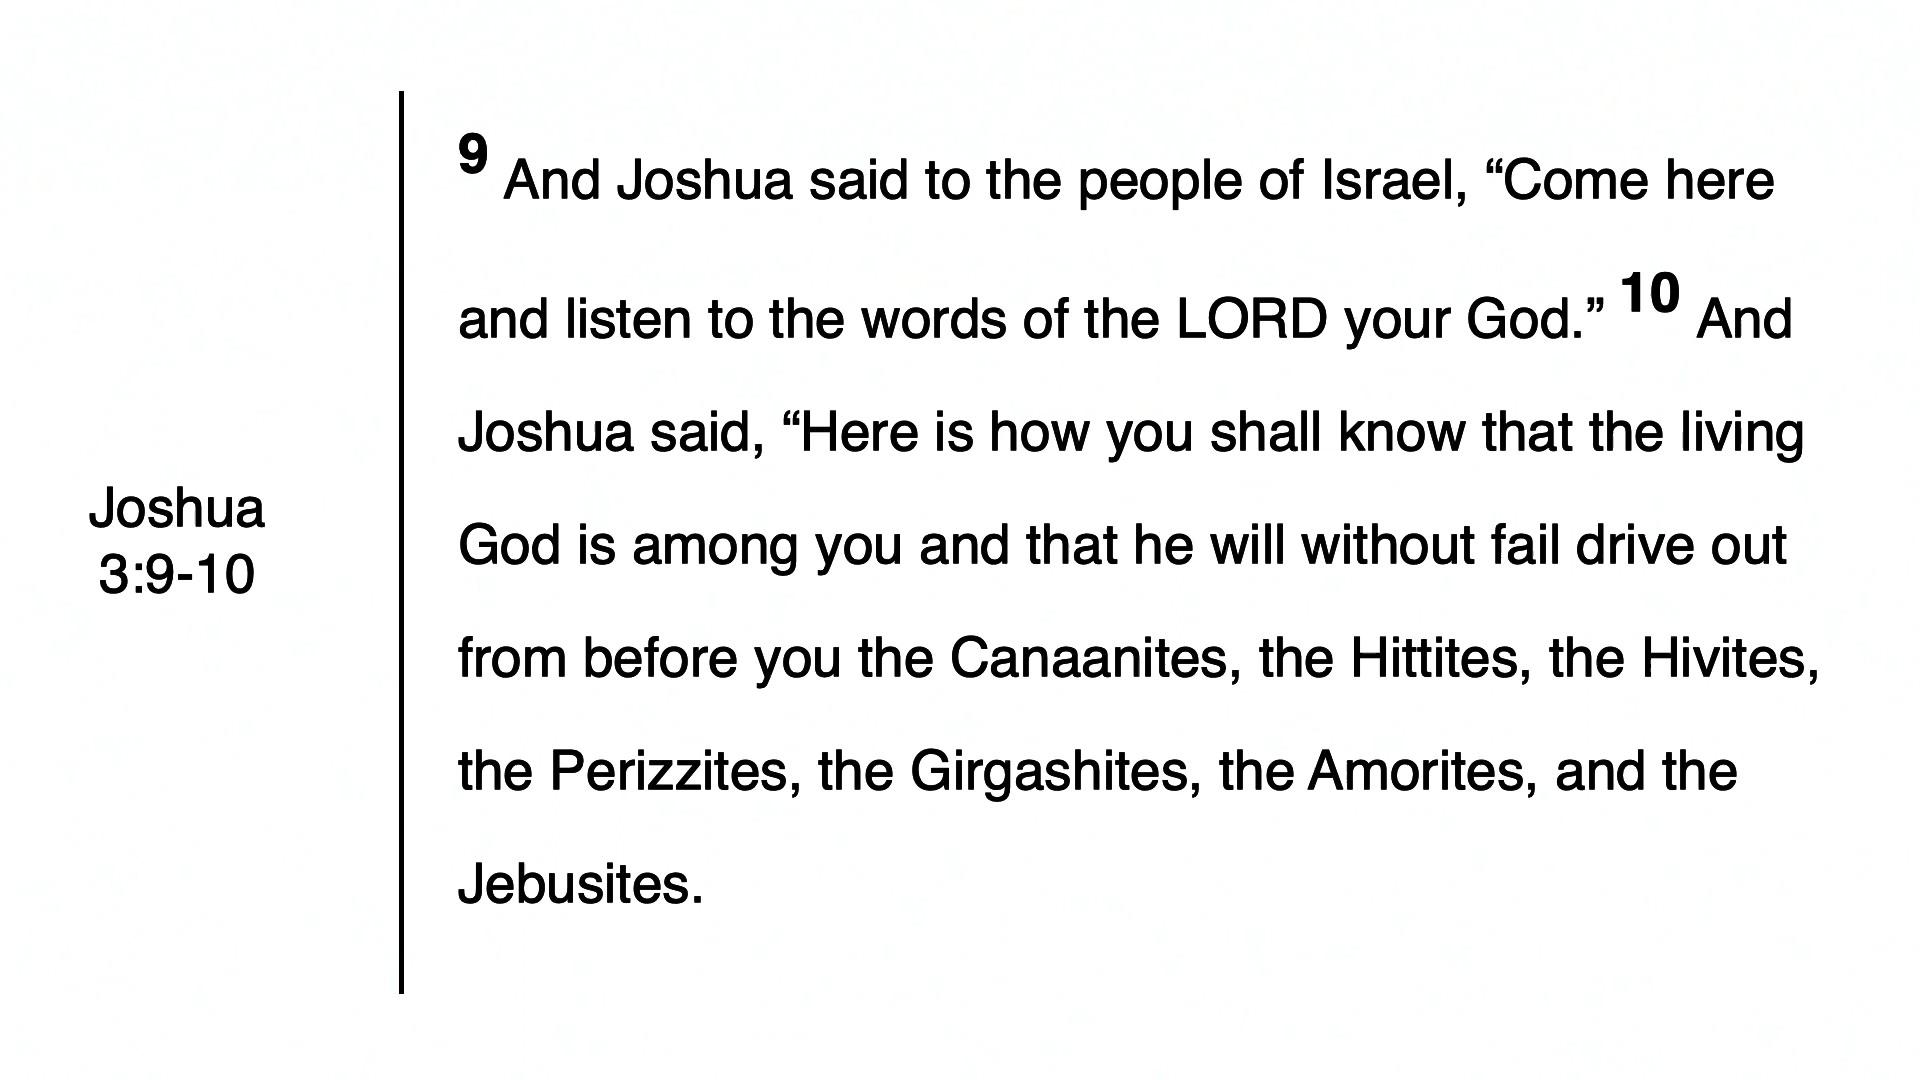 Joshua
3:9-10
9 And Joshua said to the people of Israel, “Come here
and listen to the words of the LORD your God.” 10 And
Joshua said, “Here is how you shall know that the living
God is among you and that he will without fail drive out
from before you the Canaanites, the Hittites, the Hivites,
the Perizzites, the Girgashites, the Amorites, and the
Jebusites.